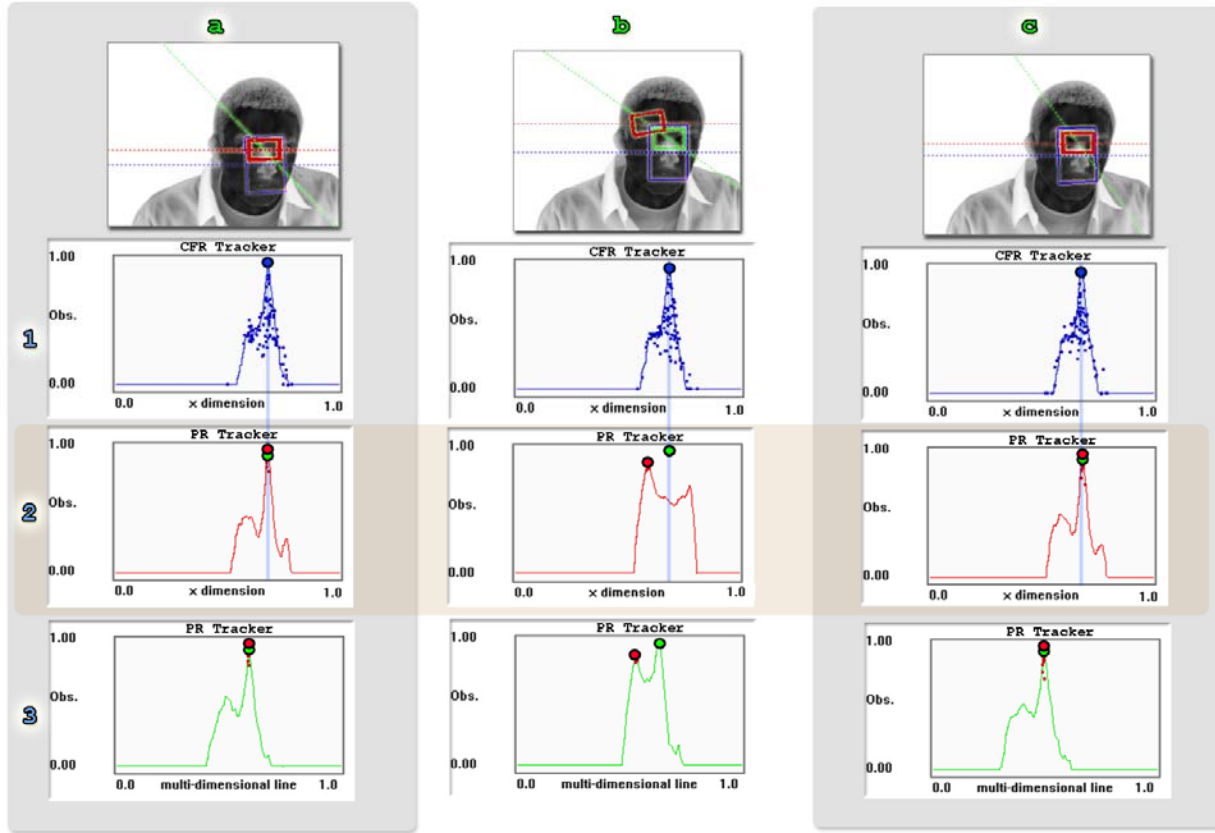 a b c
CFR Tracker CFR Tracker CFR Tracker
1.00 1.00 1.00
1 Obs. Obs. Obs.
0.00 0.00 0.00
0.0 x dimension 1.0 0.0 x dimension 1.0 0.0 x dimension 1.0
PR Tracker PR Tracker PR Tracker
1.00 1.00 1.00
2 Obs. Obs. Obs.
0.00 0.00 0.00
0.0 x dimension 1.0 0.0 x dimension 1.0 0.0 x dimension 1.0
PR Tracker PR Tracker PR Tracker
1.00 1.00 1.00
3 Obs. Obs. Obs.
0.00 0.00 0.00
0.0 multi-dimensional line 1.0 0.0 multi-dimensional line 1.0 0.0 multi-dimensional line 1.0